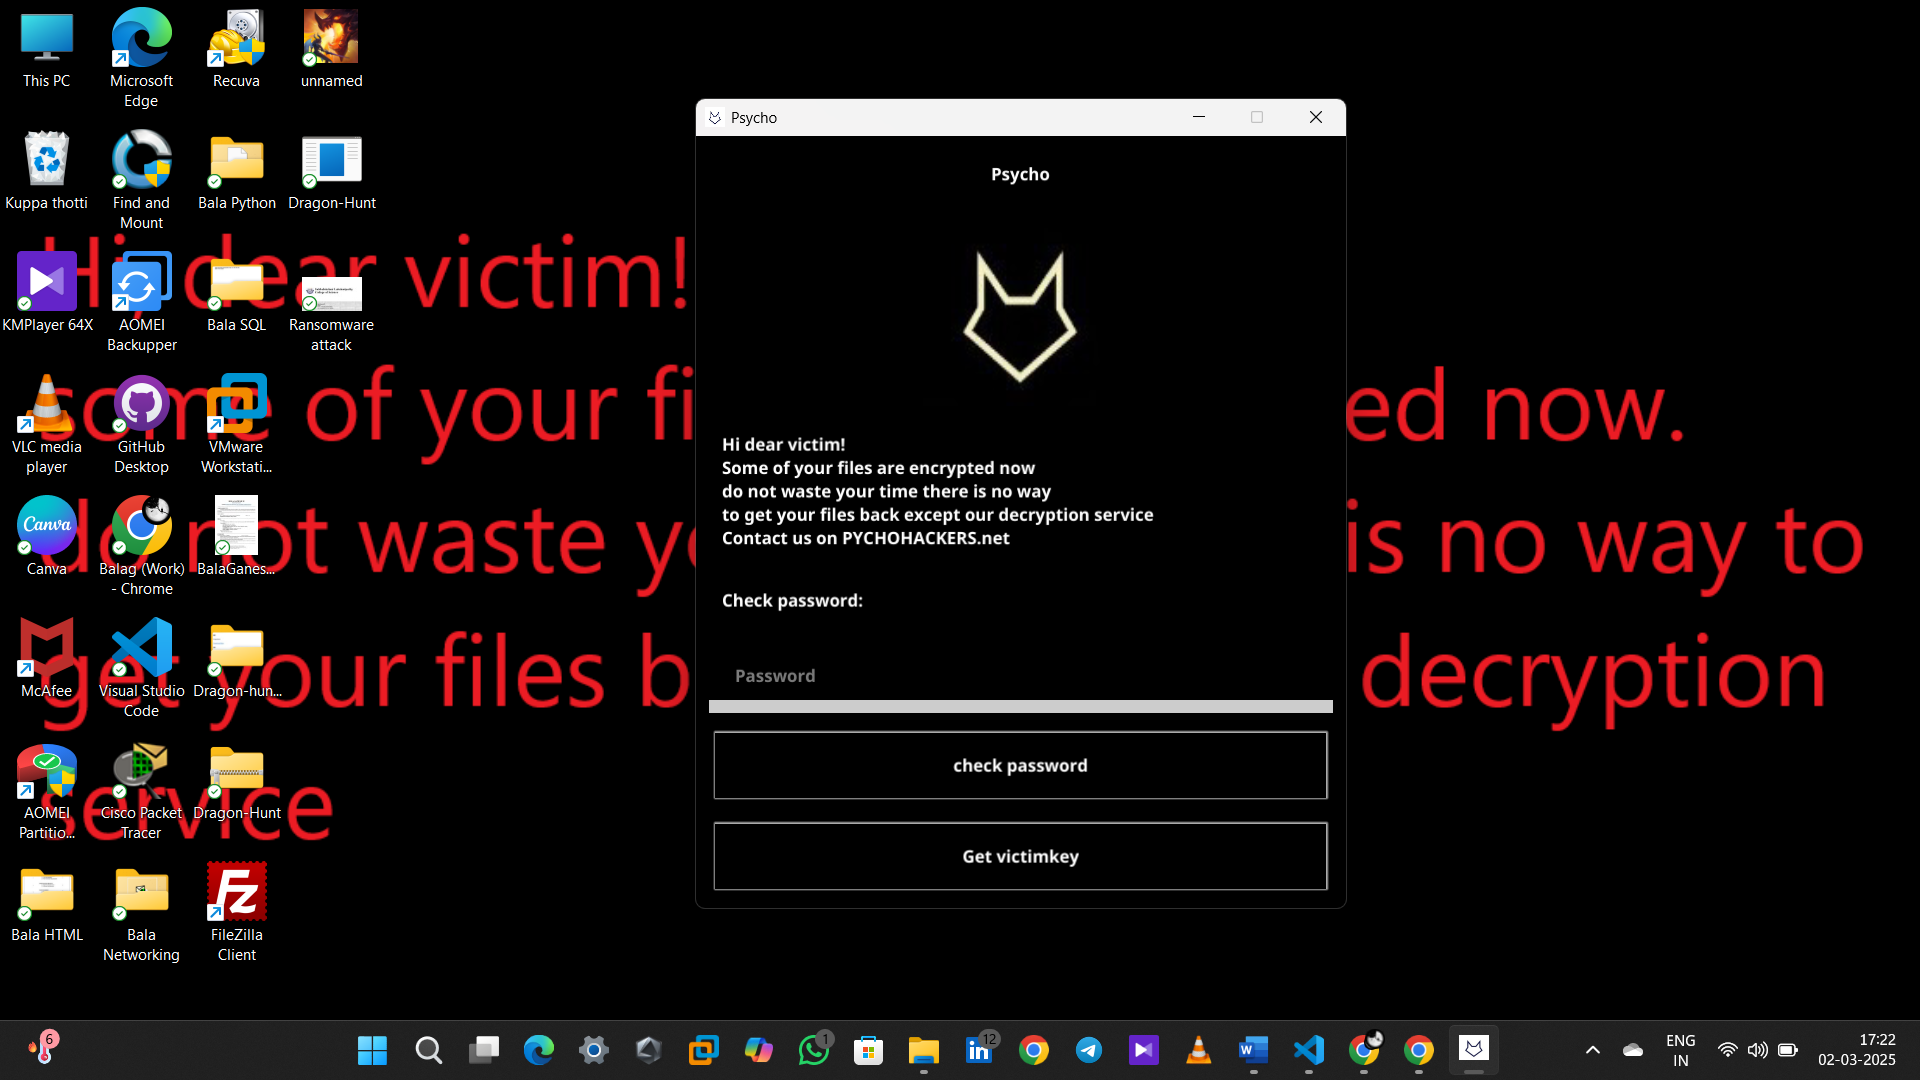 This PC
Microsoft
Edge
Recuva
unnamed
Kuppa thotti
Find and
Mount
Bala Python
Dragon-Hunt
KMPlayer 64X
AOMEI
Backupper
Bala SQL
Ransomware
attack
VLC media
player
GitHub
Desktop
VMware
Workstati...
Canva
Canva
Balag (Work)
- Chrome
BalaGanes...
McAfee
Visual Studio
Code
Dragon-hun...
AOMEI
Partitio...
Cisco Packet
Tracer
Dragon-Hunt
Bala HTML
Bala
Networking
FileZilla
Client
Hi, dear victim!
some of your fi ed now.
do not waste yo is no way to
get your files b decryption
service
Psycho
Psycho
Hi dear victim!
Some of your files are encrypted now
do not waste your time there is no way
to get your files back except our decryption service
Contact us on PYCHOHACKERS.net
Check password:
Password
check password
Get victimkey
6
1
12
ENG
IN
17:22
02-03-2025